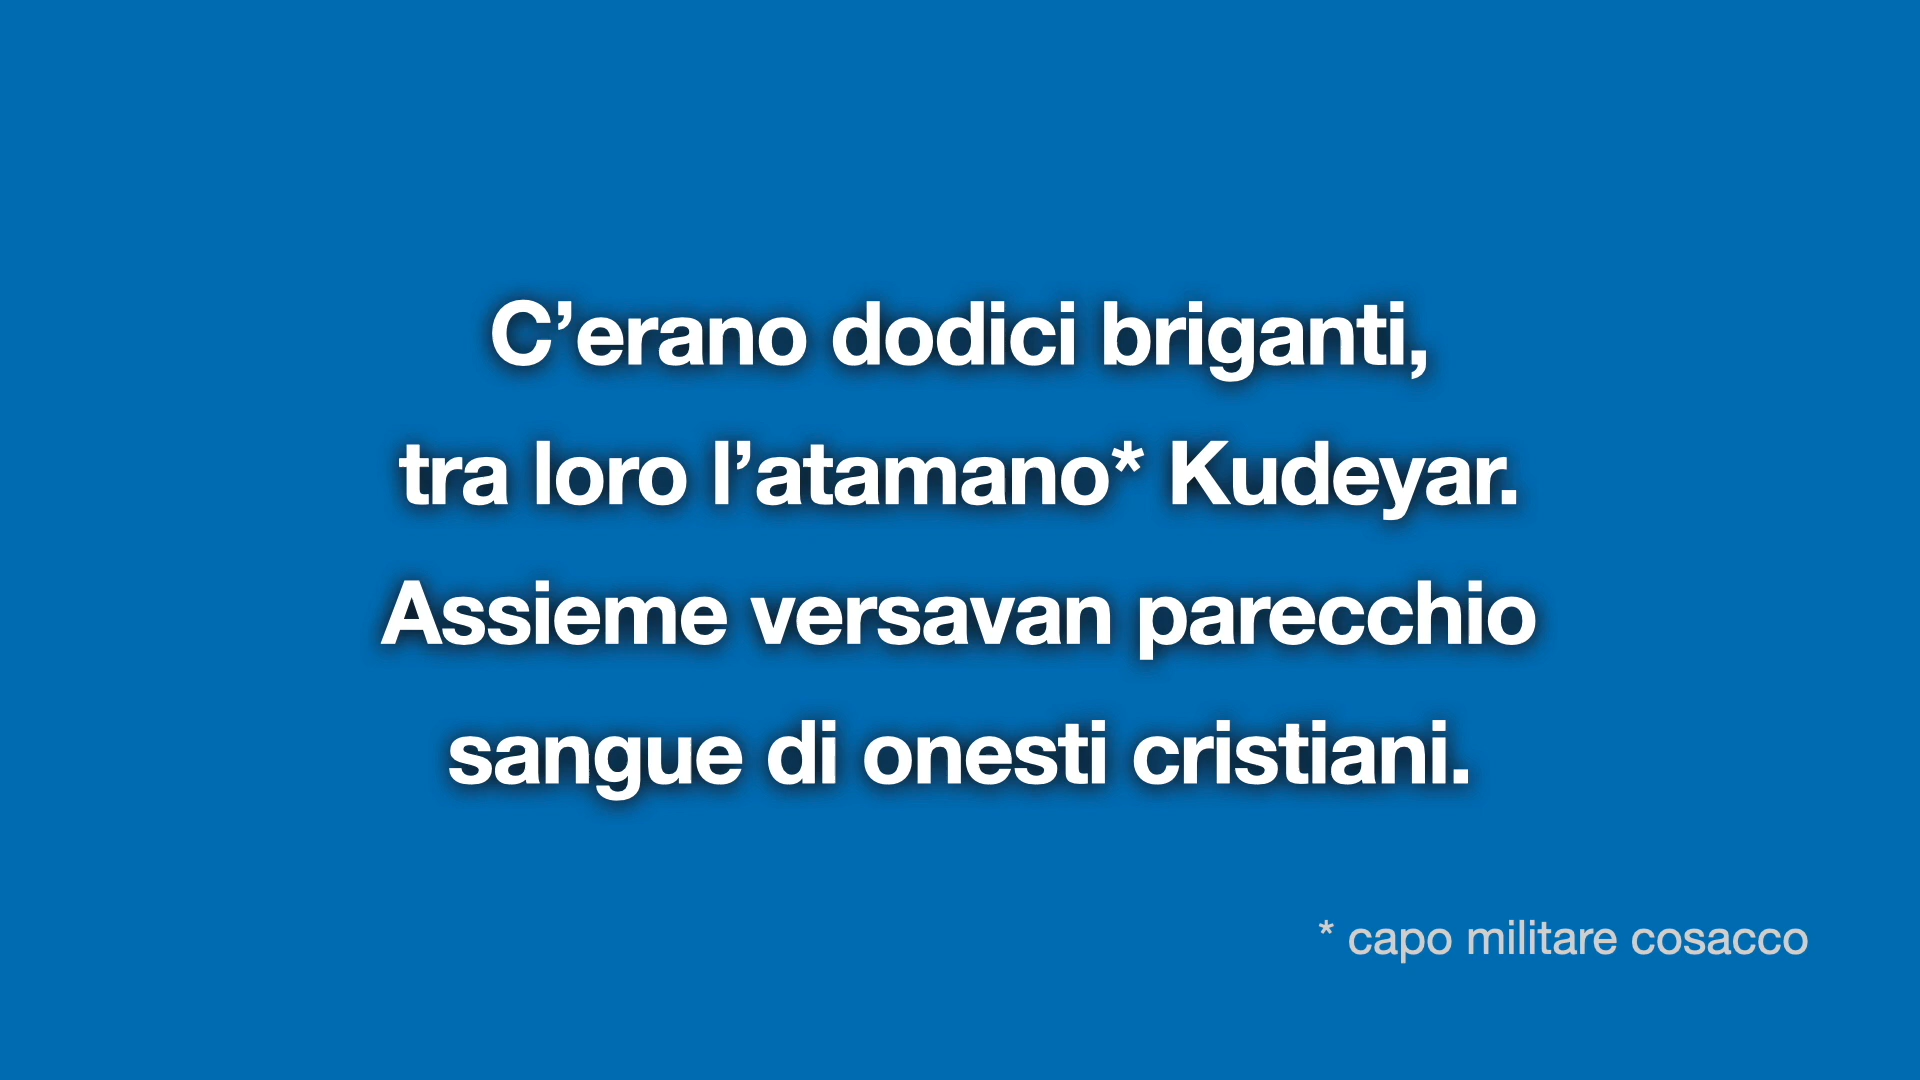 C’erano dodici briganti,
tra loro l’atamano* Kudeyar.
Assieme versavan parecchio
sangue di onesti cristiani.
* capo militare cosacco